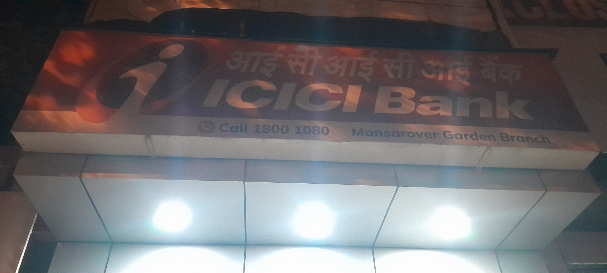 आई सी आई सी आई बैंक
ICICI Bank
Call 1800 1080 Mansarover Garden Branch